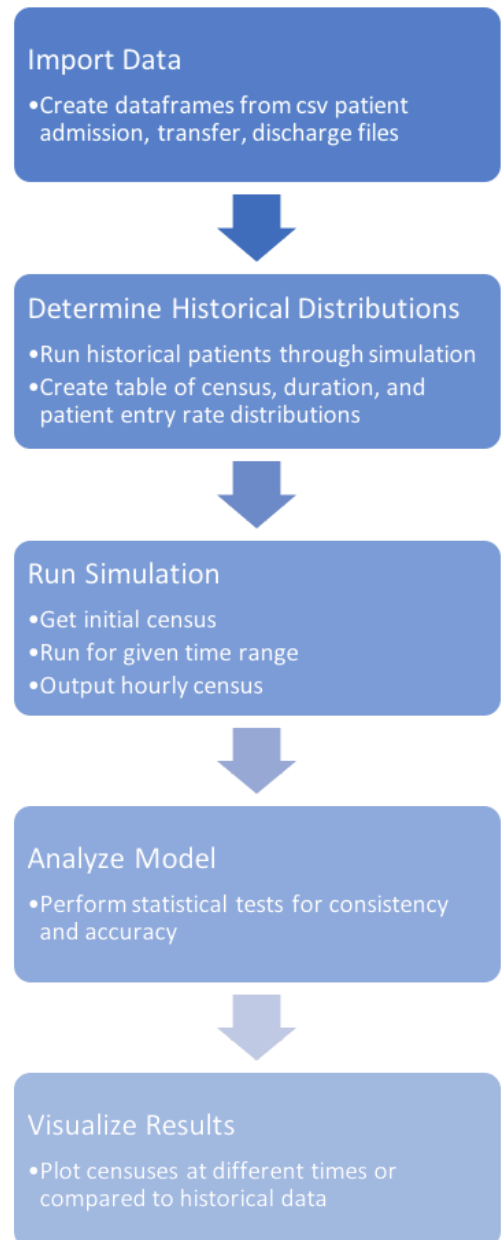 Import Data
•Create dataframes from csv patient
admission, transfer, discharge files
Determine Historical Distributions
•Run historical patients through simulation
•Create table of census, duration, and
patient entry rate distributions
Run Simulation
•Get initial census
•Run for given time range
•Output hourly census
Analyze Model
•Perform statistical tests for consistency
and accuracy
Visualize Results
•Plot censuses at different times or
compared to historical data